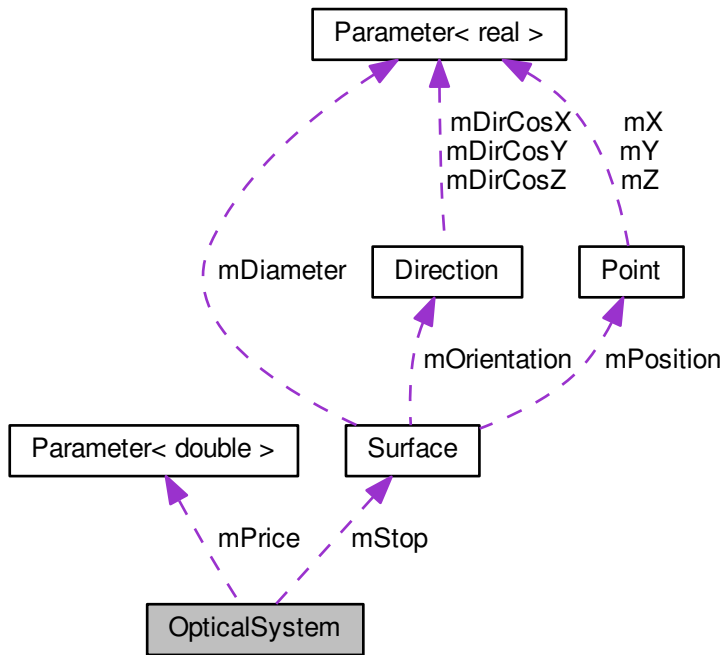 Parameter< real >
mDirCosX
mDirCosY
mDirCosZ
mX
mY
mZ
mDiameter
Direction
Point
mOrientation
mPosition
Parameter< double >
Surface
mPrice
mStop
OpticalSystem